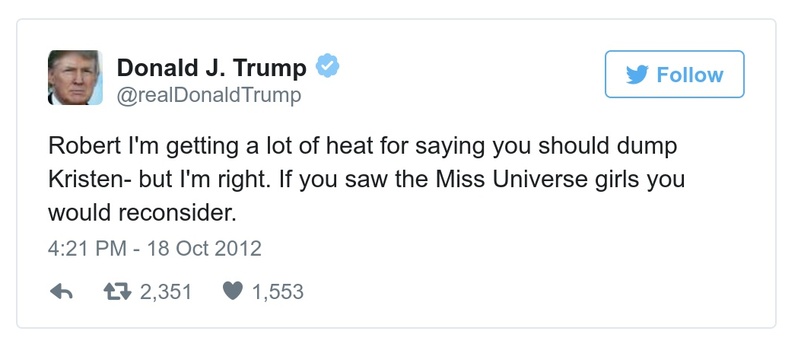 Donald J. Trump
@realDonaldTrump
Follow
Robert I'm getting a lot of heat for saying you should dump
Kristen- but I'm right. If you saw the Miss Universe girls you
would reconsider.
4:21 PM - 18 Oct 2012
2,351 1,553